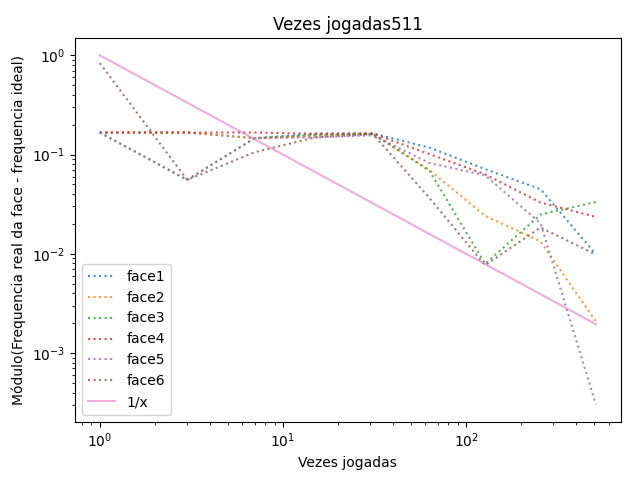 Vezes jogadas511
Módulo(Frequencia real da face - frequencia ideal)
10⁰
10⁻¹
10⁻²
10⁻³
face1
face2
face3
face4
face5
face6
1/x
10⁰ 10¹ 10²
Vezes jogadas